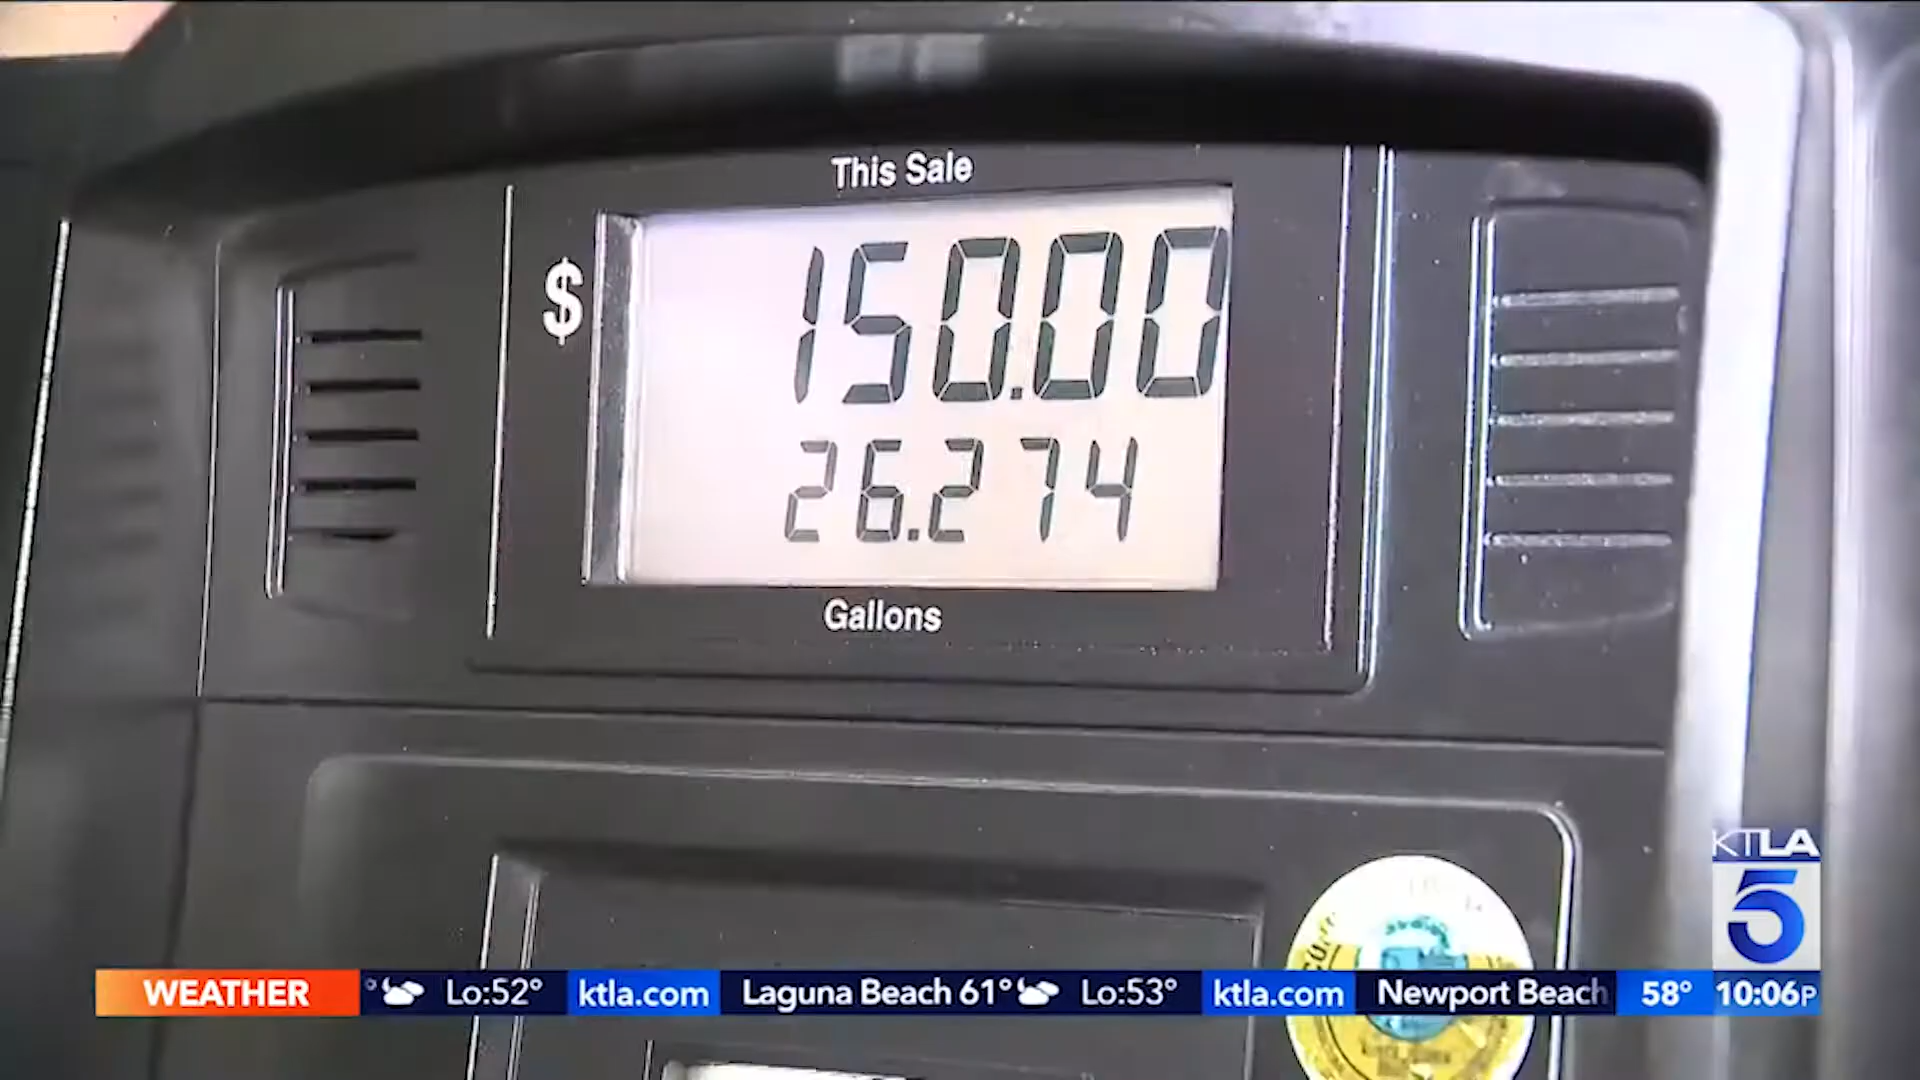 This Sale
$ 150.00
26.274
Gallons
KTLA
5
WEATHER Lo:52° ktla.com Laguna Beach 61° Lo:53° ktla.com Newport Beach 58° 10:06P